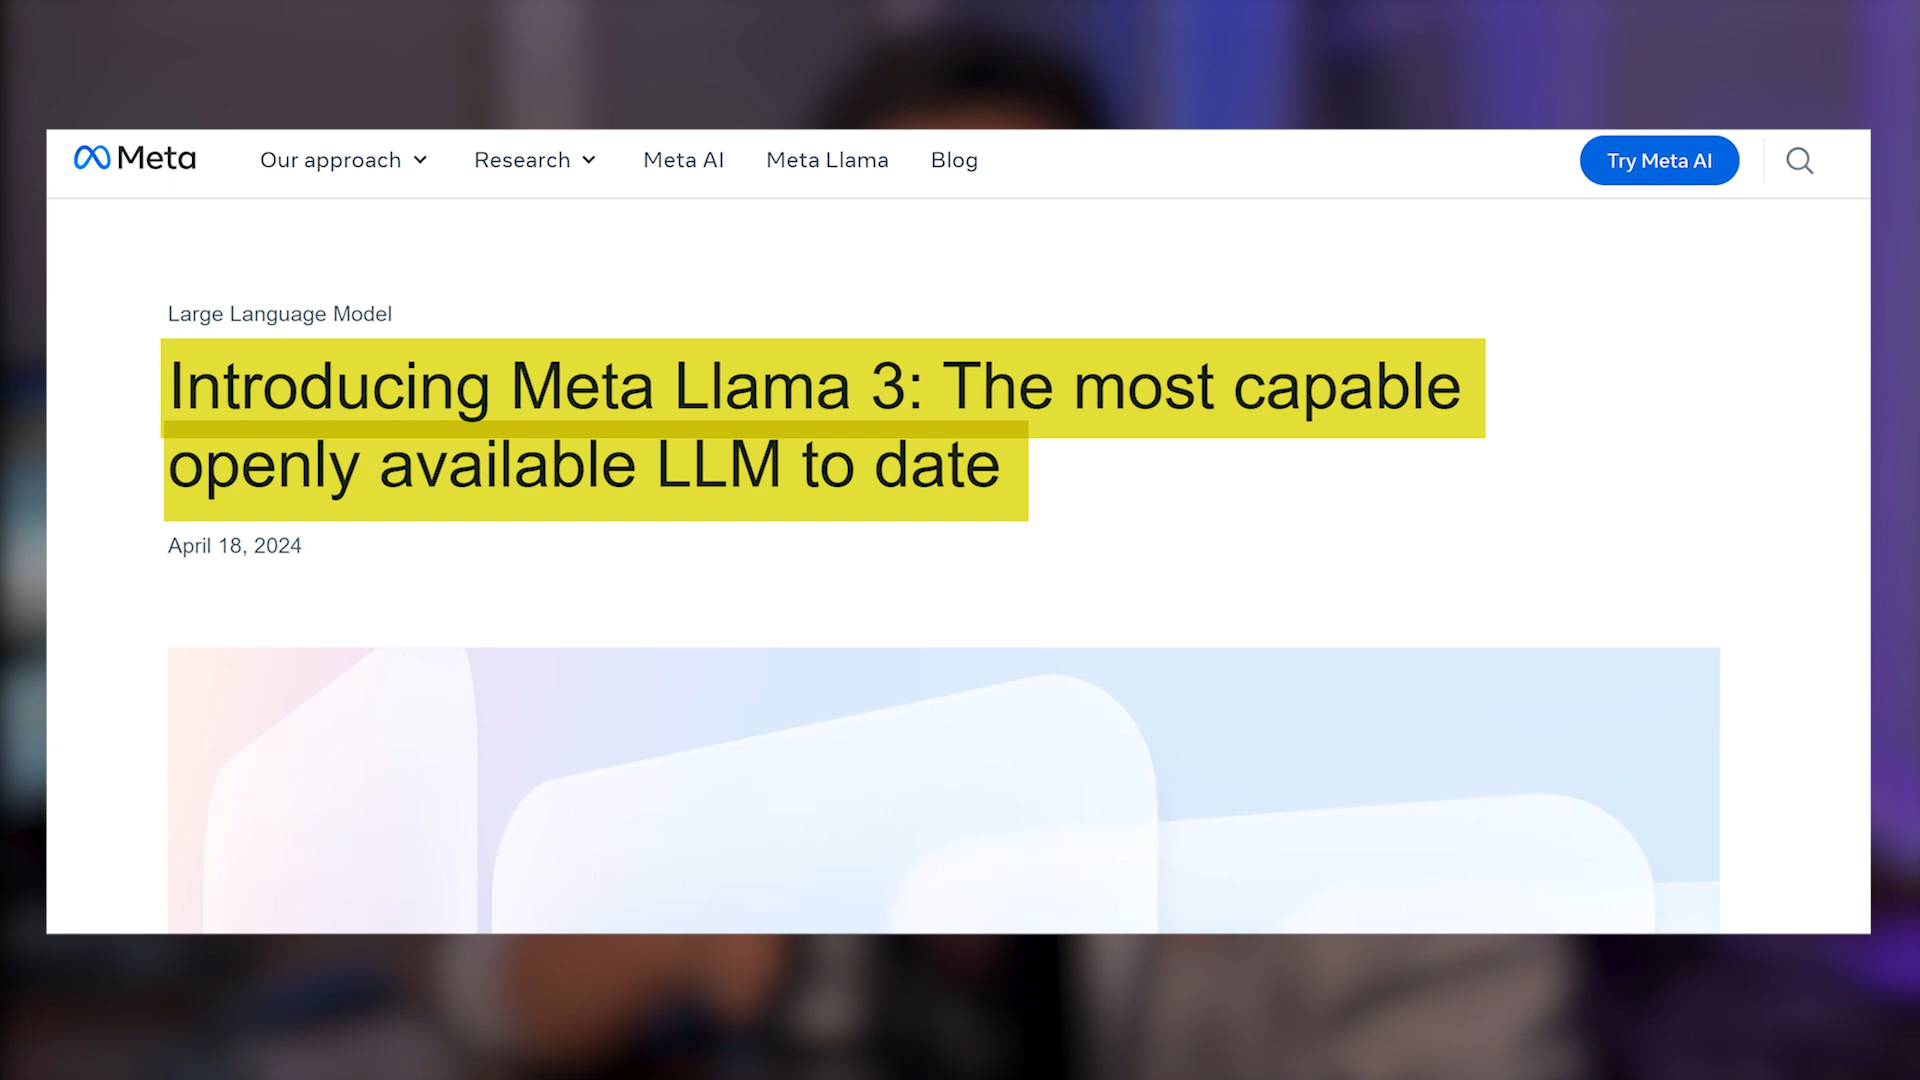 Meta
Our approach
Research
Meta AI
Meta Llama
Blog
Try Meta AI
Large Language Model
Introducing Meta Llama 3: The most capable
openly available LLM to date
April 18, 2024